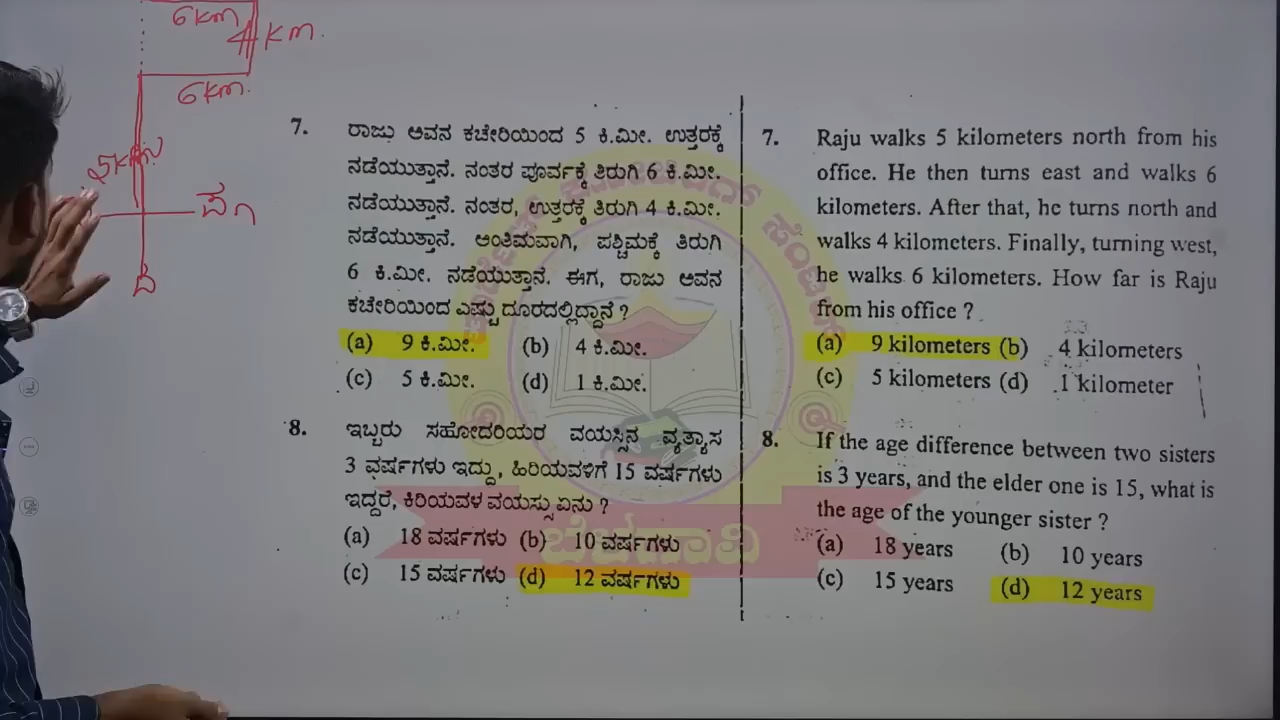 6km
4 km.
6km.
5km
ದ
7. ರಾಜು ಅವನ ಕಚೇರಿಯಿಂದ 5 ಕಿ.ಮೀ. ಉತ್ತರಕ್ಕೆ
ನಡೆಯುತ್ತಾನೆ. ನಂತರ ಪೂರ್ವಕ್ಕೆ ತಿರುಗಿ 6 ಕಿ.ಮೀ.
ನಡೆಯುತ್ತಾನೆ. ನಂತರ, ಉತ್ತರಕ್ಕೆ ತಿರುಗಿ 4 ಕಿ.ಮೀ.
ನಡೆಯುತ್ತಾನೆ. ಅಂತಿಮವಾಗಿ, ಪಶ್ಚಿಮಕ್ಕೆ ತಿರುಗಿ
6 ಕಿ.ಮೀ. ನಡೆಯುತ್ತಾನೆ. ಈಗ, ರಾಜು ಅವನ
ಕಚೇರಿಯಿಂದ ಎಷ್ಟು ದೂರದಲ್ಲಿದ್ದಾನೆ ?
(a) 9 ಕಿ.ಮೀ. (b) 4 ಕಿ.ಮೀ.
(c) 5 ಕಿ.ಮೀ. (d) 1 ಕಿ.ಮೀ.
8. ಇಬ್ಬರು ಸಹೋದರಿಯರ ವಯಸ್ಸಿನ ವ್ಯತ್ಯಾಸ
3 ವರ್ಷಗಳು ಇದ್ದು, ಹಿರಿಯವಳಿಗೆ 15 ವರ್ಷಗಳು
ಇದ್ದರೆ, ಕಿರಿಯವಳ ವಯಸ್ಸು ಏನು ?
(a) 18 ವರ್ಷಗಳು (b) 10 ವರ್ಷಗಳು
(c) 15 ವರ್ಷಗಳು (d) 12 ವರ್ಷಗಳು
7. Raju walks 5 kilometers north from his
office. He then turns east and walks 6
kilometers. After that, he turns north and
walks 4 kilometers. Finally, turning west,
he walks 6 kilometers. How far is Raju
from his office ?
(a) 9 kilometers (b) 4 kilometers
(c) 5 kilometers (d) 1 kilometer
8. If the age difference between two sisters
is 3 years, and the elder one is 15, what is
the age of the younger sister ?
(a) 18 years (b) 10 years
(c) 15 years (d) 12 years